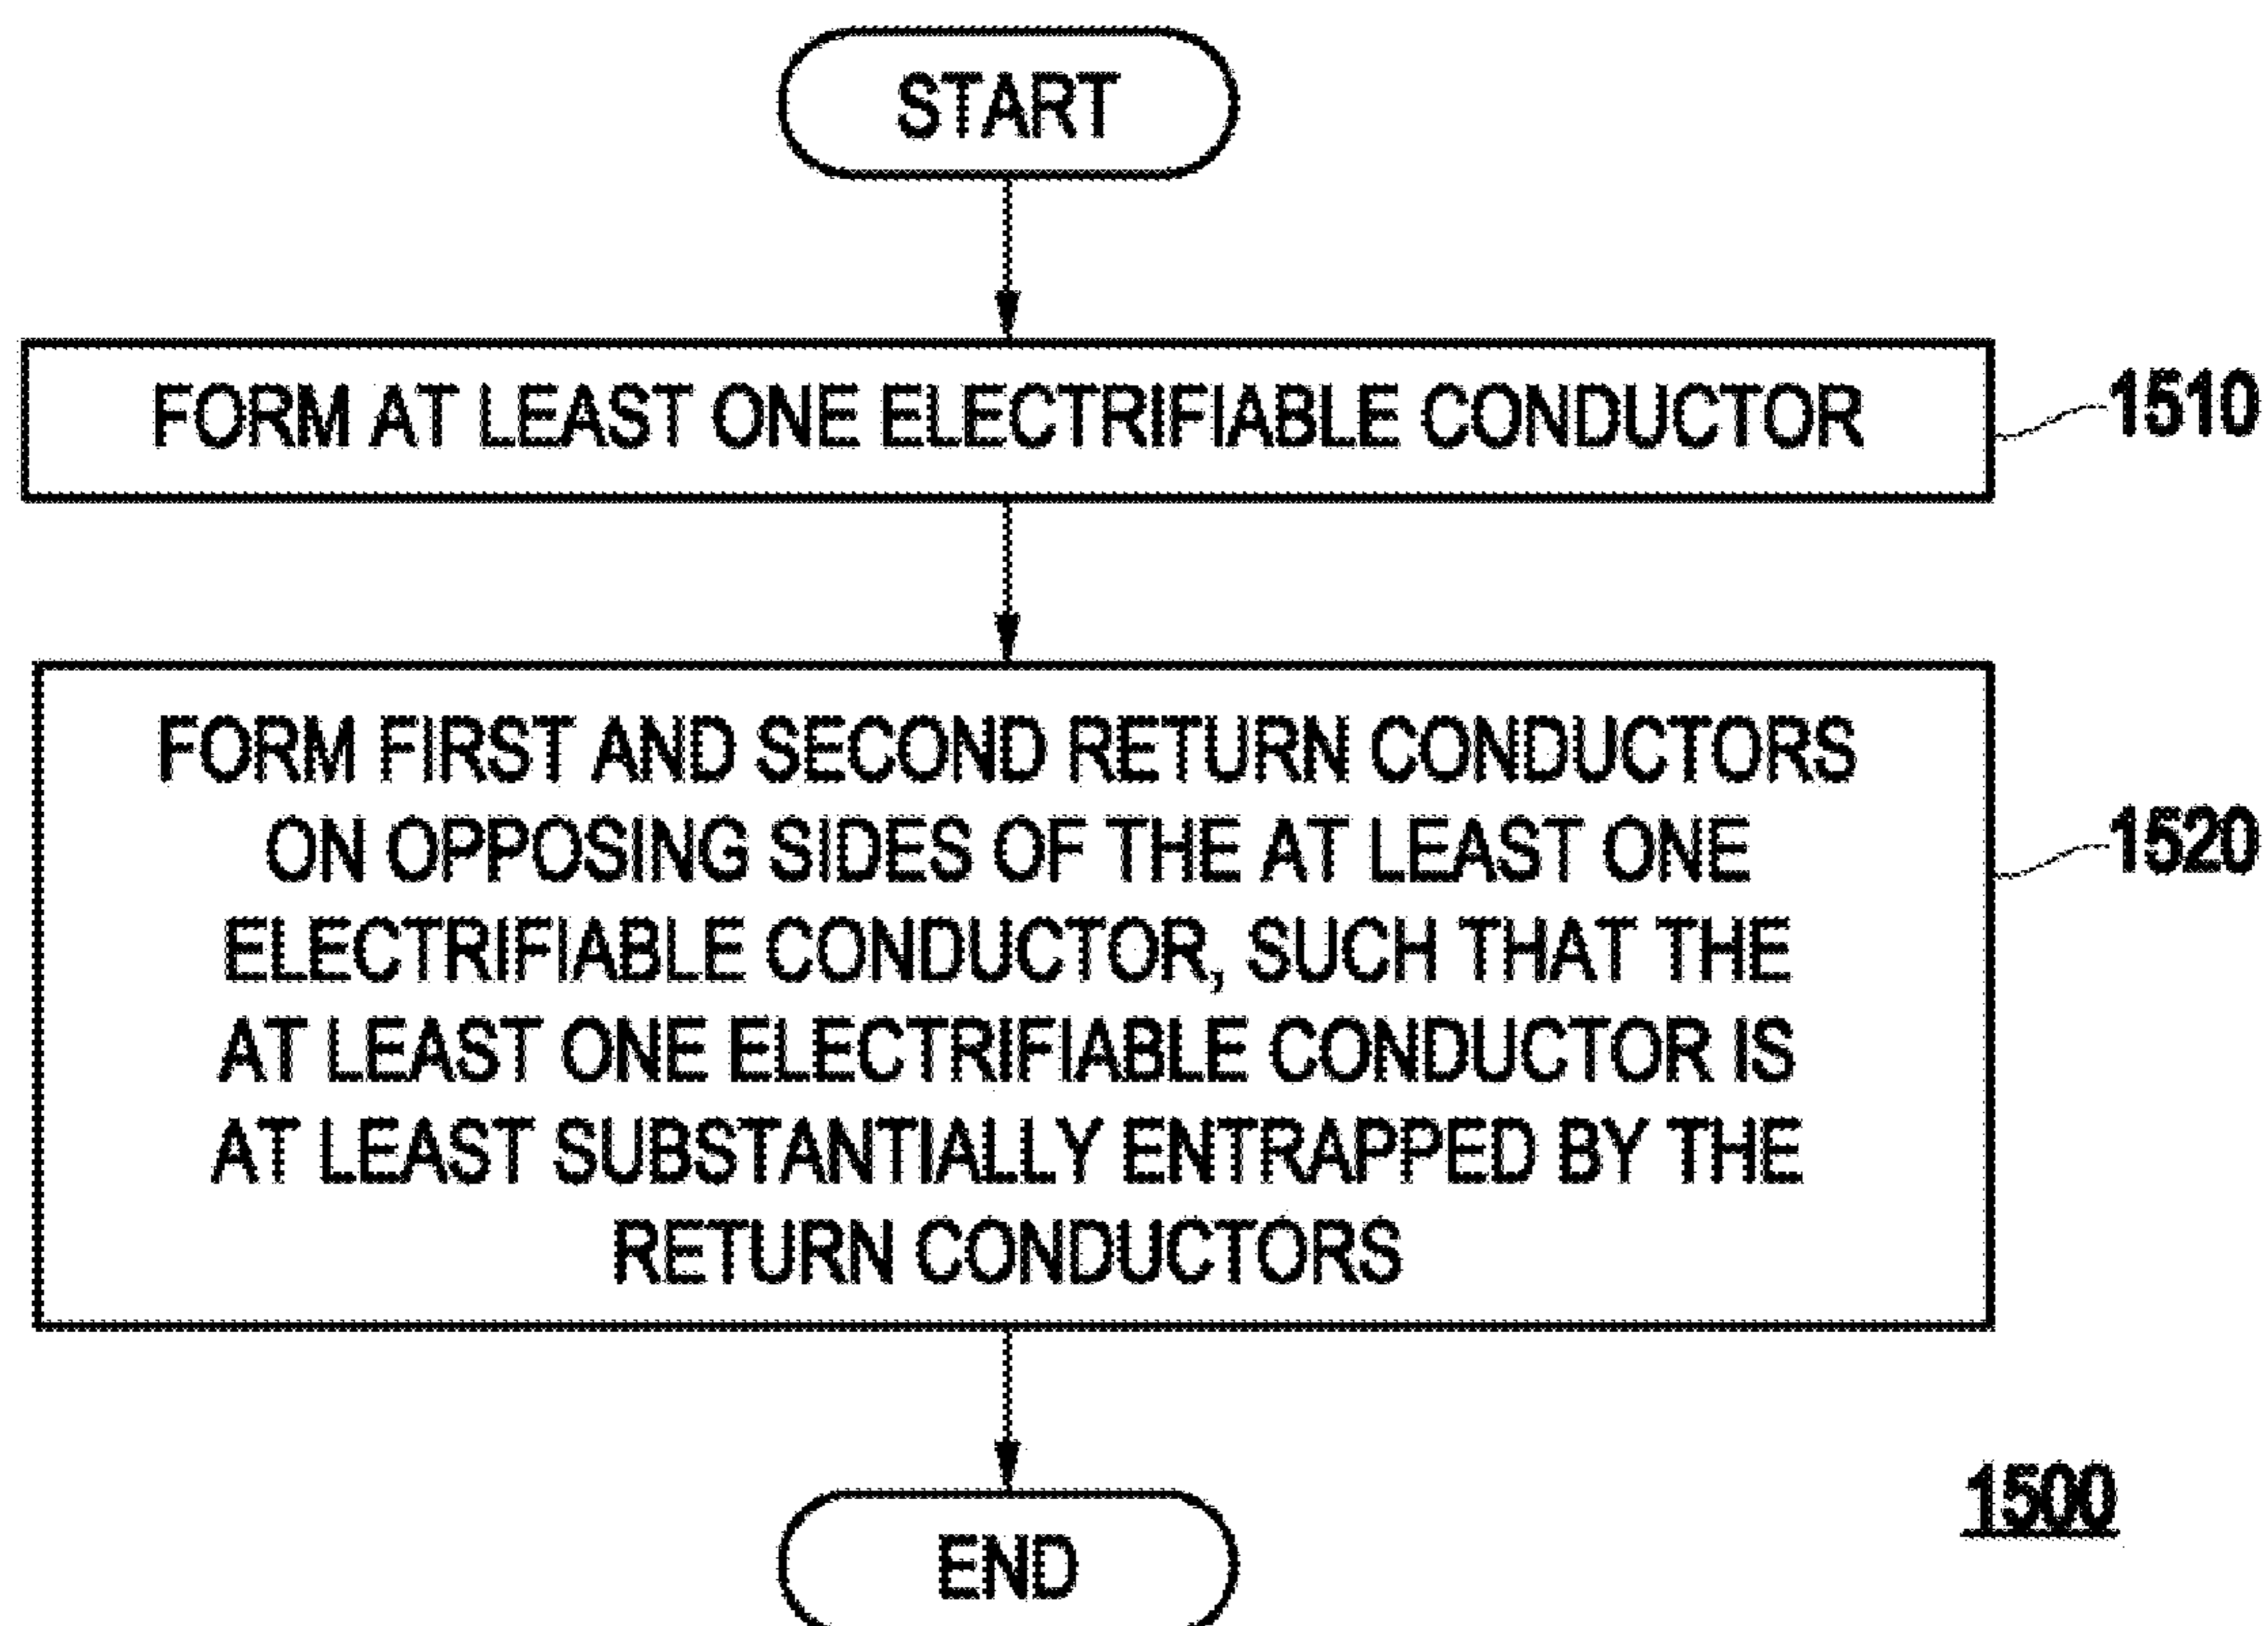 START
FORM AT LEAST ONE ELECTRIFIABLE CONDUCTOR
1510
FORM FIRST AND SECOND RETURN CONDUCTORS
ON OPPOSING SIDES OF THE AT LEAST ONE
ELECTRIFIABLE CONDUCTOR, SUCH THAT THE
AT LEAST ONE ELECTRIFIABLE CONDUCTOR IS
AT LEAST SUBSTANTIALLY ENTRAPPED BY THE
RETURN CONDUCTORS
1520
1500
END